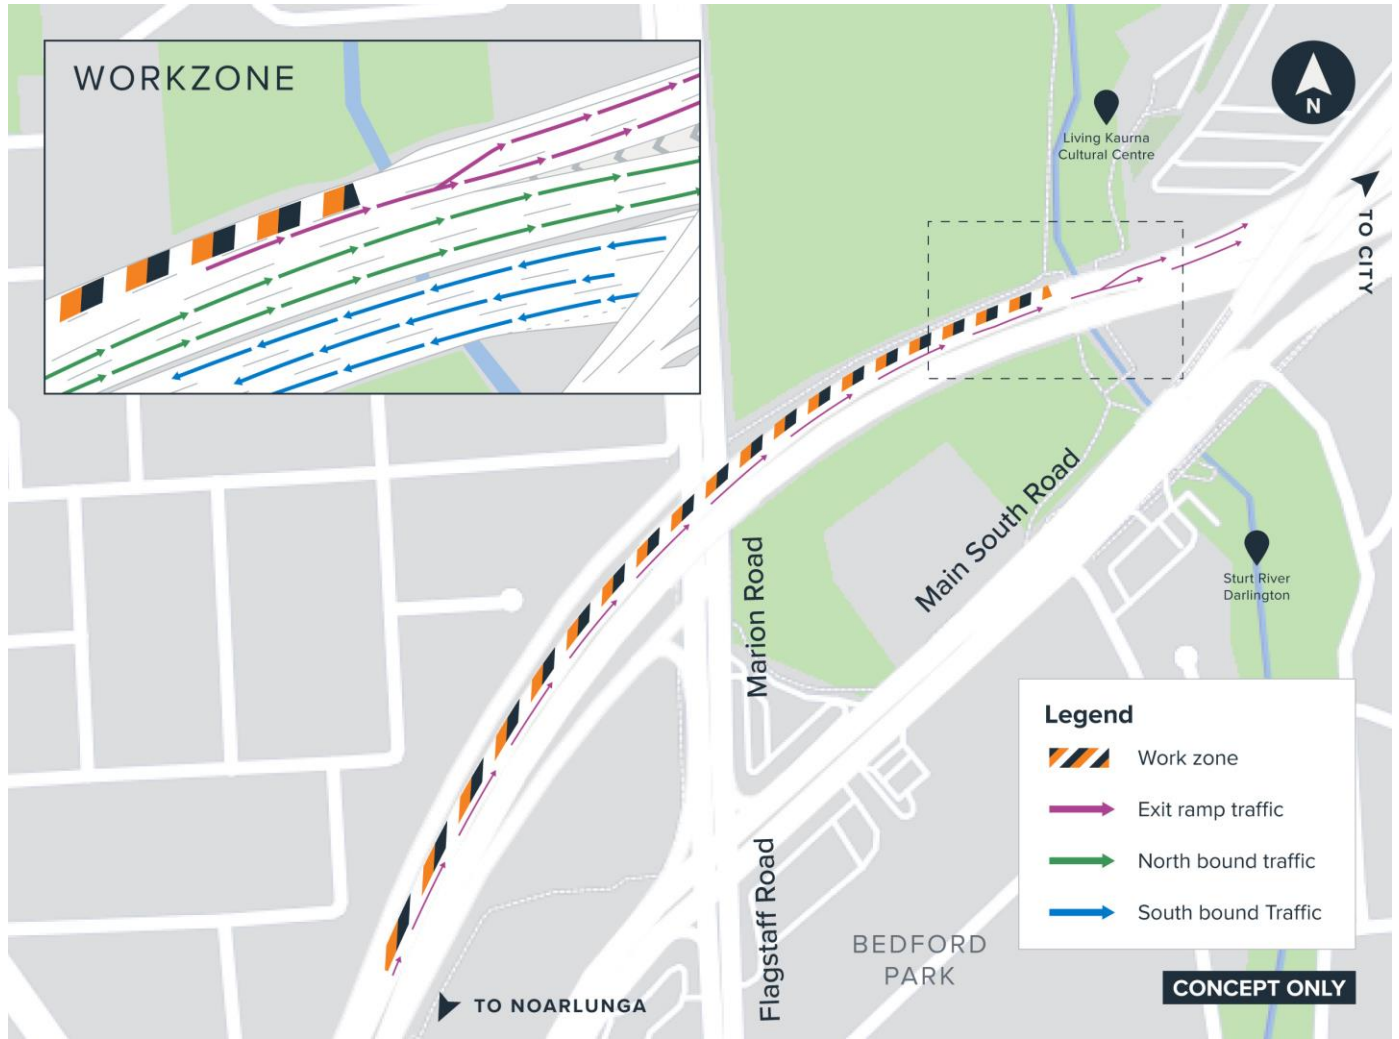 WORKZONE
N
Living Kaurna
Cultural Centre
TO CITY
Main South Road
Marion Road
Sturt River
Darlington
Legend
Work zone
Exit ramp traffic
North bound traffic
South bound Traffic
Flagstaff Road
BEDFORD
PARK
CONCEPT ONLY
TO NOARLUNGA